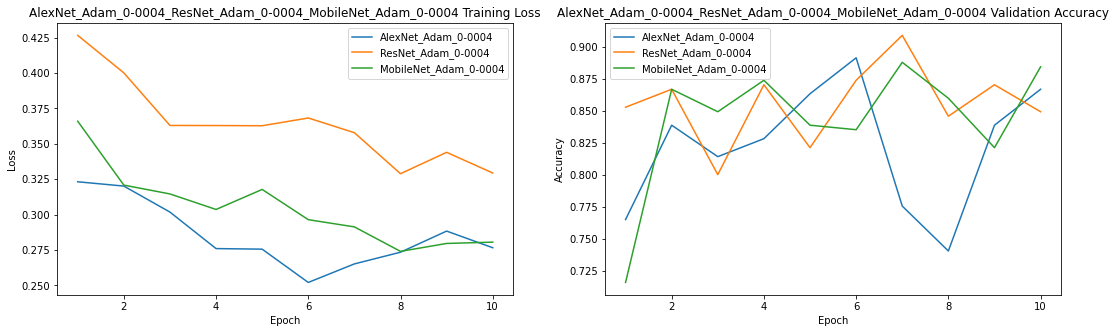 AlexNet_Adam_0-0004_ResNet_Adam_0-0004_MobileNet_Adam_0-0004 Training Loss
AlexNet_Adam_0-0004
ResNet_Adam_0-0004
MobileNet_Adam_0-0004
0.425
0.400
0.375
0.350
0.325
0.300
0.275
0.250
Loss
2 4 6 8 10
Epoch
AlexNet_Adam_0-0004_ResNet_Adam_0-0004_MobileNet_Adam_0-0004 Validation Accuracy
AlexNet_Adam_0-0004
ResNet_Adam_0-0004
MobileNet_Adam_0-0004
0.900
0.875
0.850
0.825
0.800
0.775
0.750
0.725
Accuracy
2 4 6 8 10
Epoch